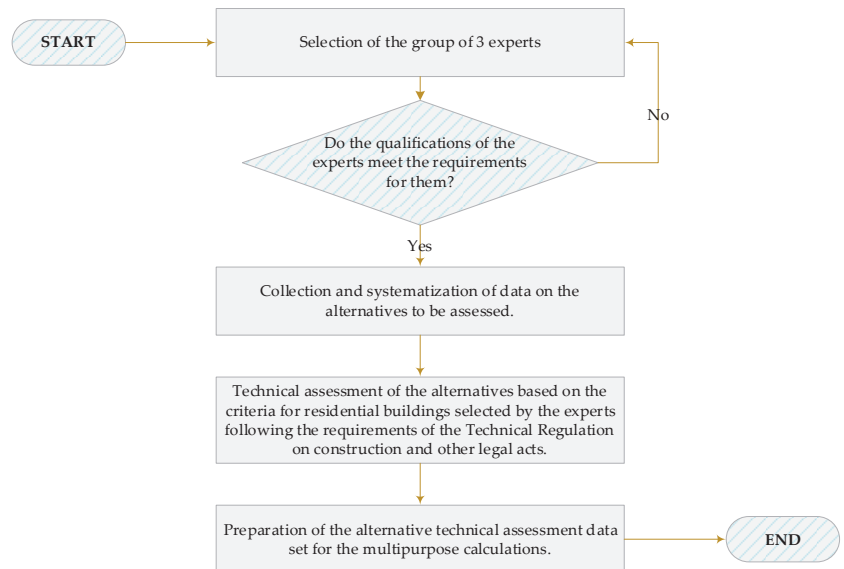 START
Selection of the group of 3 experts
No
Do the qualifications of the
experts meet the requirements
for them?
Yes
Collection and systematization of data on the
alternatives to be assessed.
Technical assessment of the alternatives based on the
criteria for residential buildings selected by the experts
following the requirements of the Technical Regulation
on construction and other legal acts.
Preparation of the alternative technical assessment data
set for the multipurpose calculations.
END